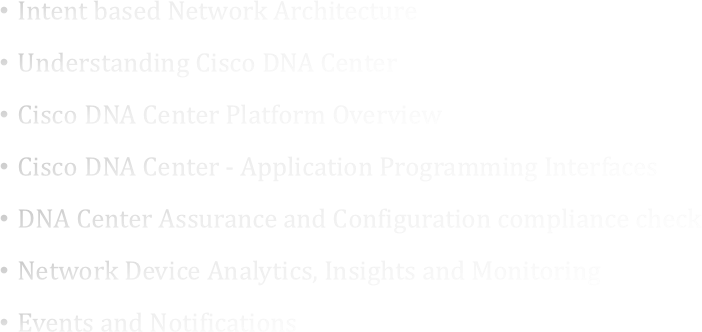 • Intent based Network Architecture
• Understanding Cisco DNA Center
• Cisco DNA Center Platform Overview
• Cisco DNA Center - Application Programming Interfaces
• DNA Center Assurance and Configuration compliance check
• Network Device Analytics, Insights and Monitoring
• Events and Notifications